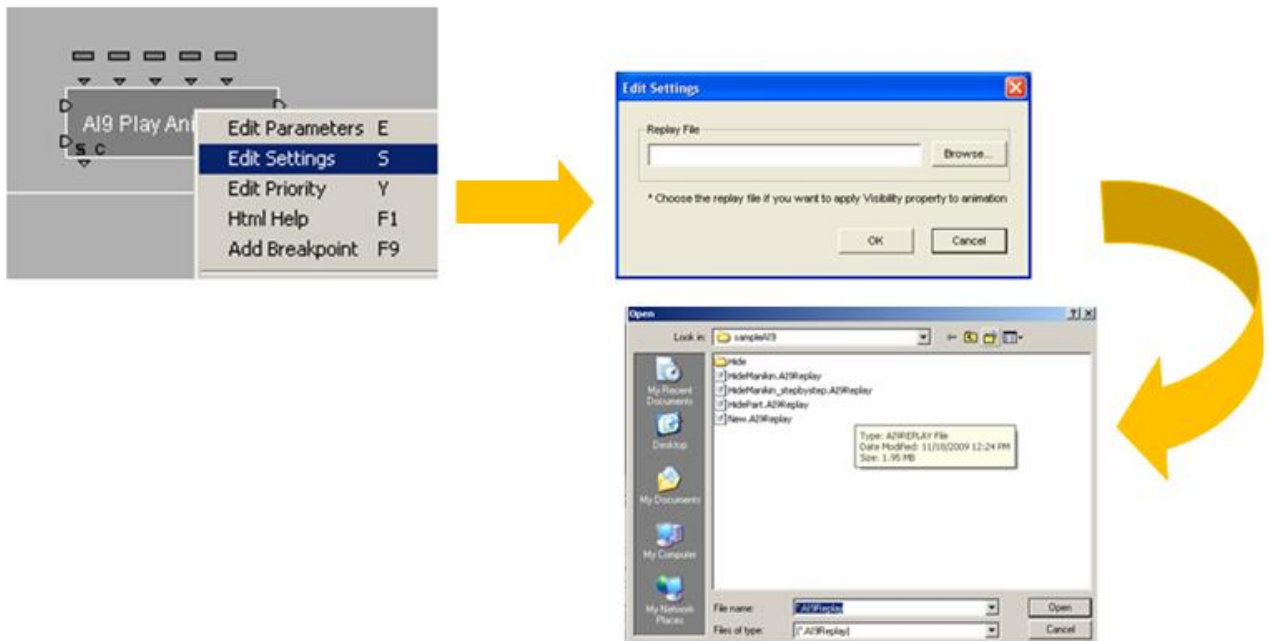 AI9 Play Ani
S C
Edit Parameters E
Edit Settings S
Edit Priority Y
Html Help F1
Add Breakpoint F9
Edit Settings
Replay File
Browse...
* Choose the replay file if you want to apply Visibility property to animation
OK Cancel
Open
Look in: sampleAI9
My Recent Documents
Desktop
My Documents
My Computer
My Network Places
Hide
HideManikin.AI9Replay
HideManikin_stepbystep.AI9Replay
HidePart.AI9Replay
New.AI9Replay
Type: AI9REPLAY File
Date Modified: 11/18/2009 12:24 PM
Size: 1.95 MB
File name: *.AI9Replay Open
Files of type: (*.AI9Replay) Cancel